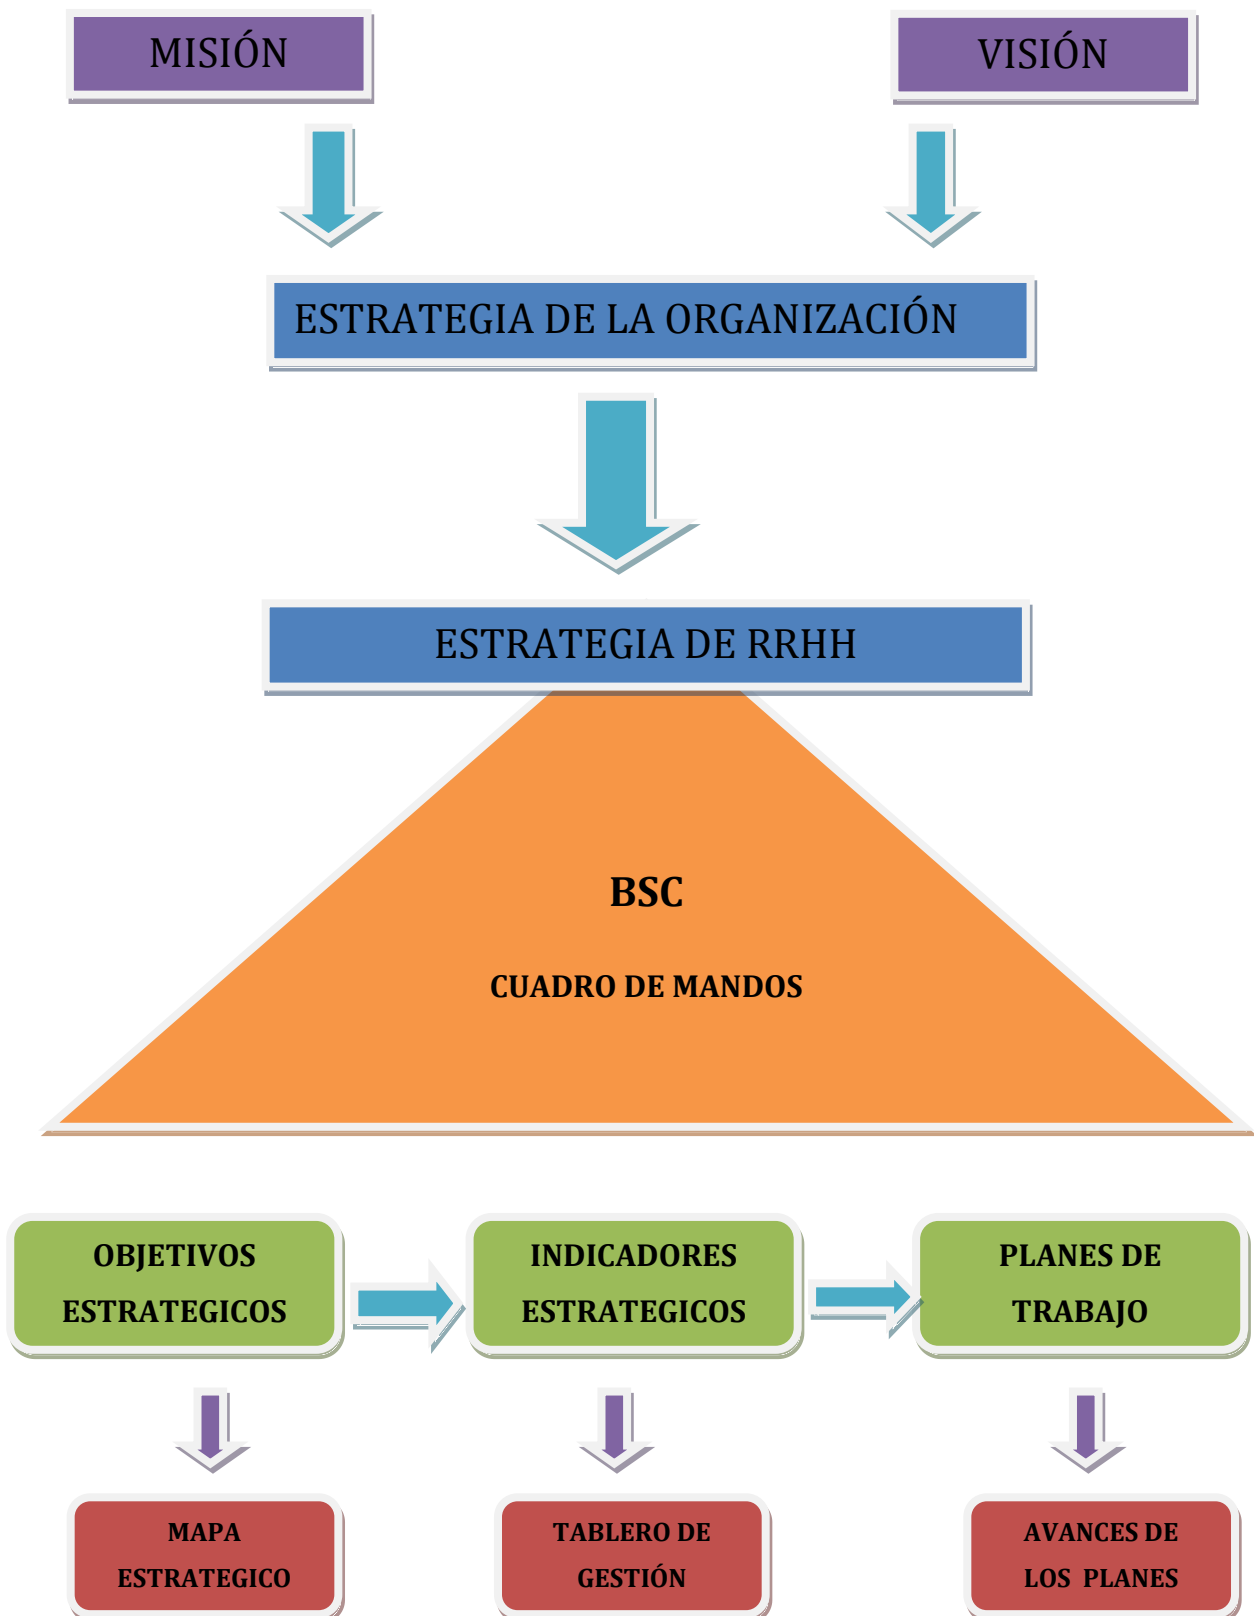 MISIÓN
VISIÓN
ESTRATEGIA DE LA ORGANIZACIÓN
ESTRATEGIA DE RRHH
BSC
CUADRO DE MANDOS
OBJETIVOS
ESTRATEGICOS
INDICADORES
ESTRATEGICOS
PLANES DE
TRABAJO
MAPA
ESTRATEGICO
TABLERO DE
GESTIÓN
AVANCES DE
LOS PLANES